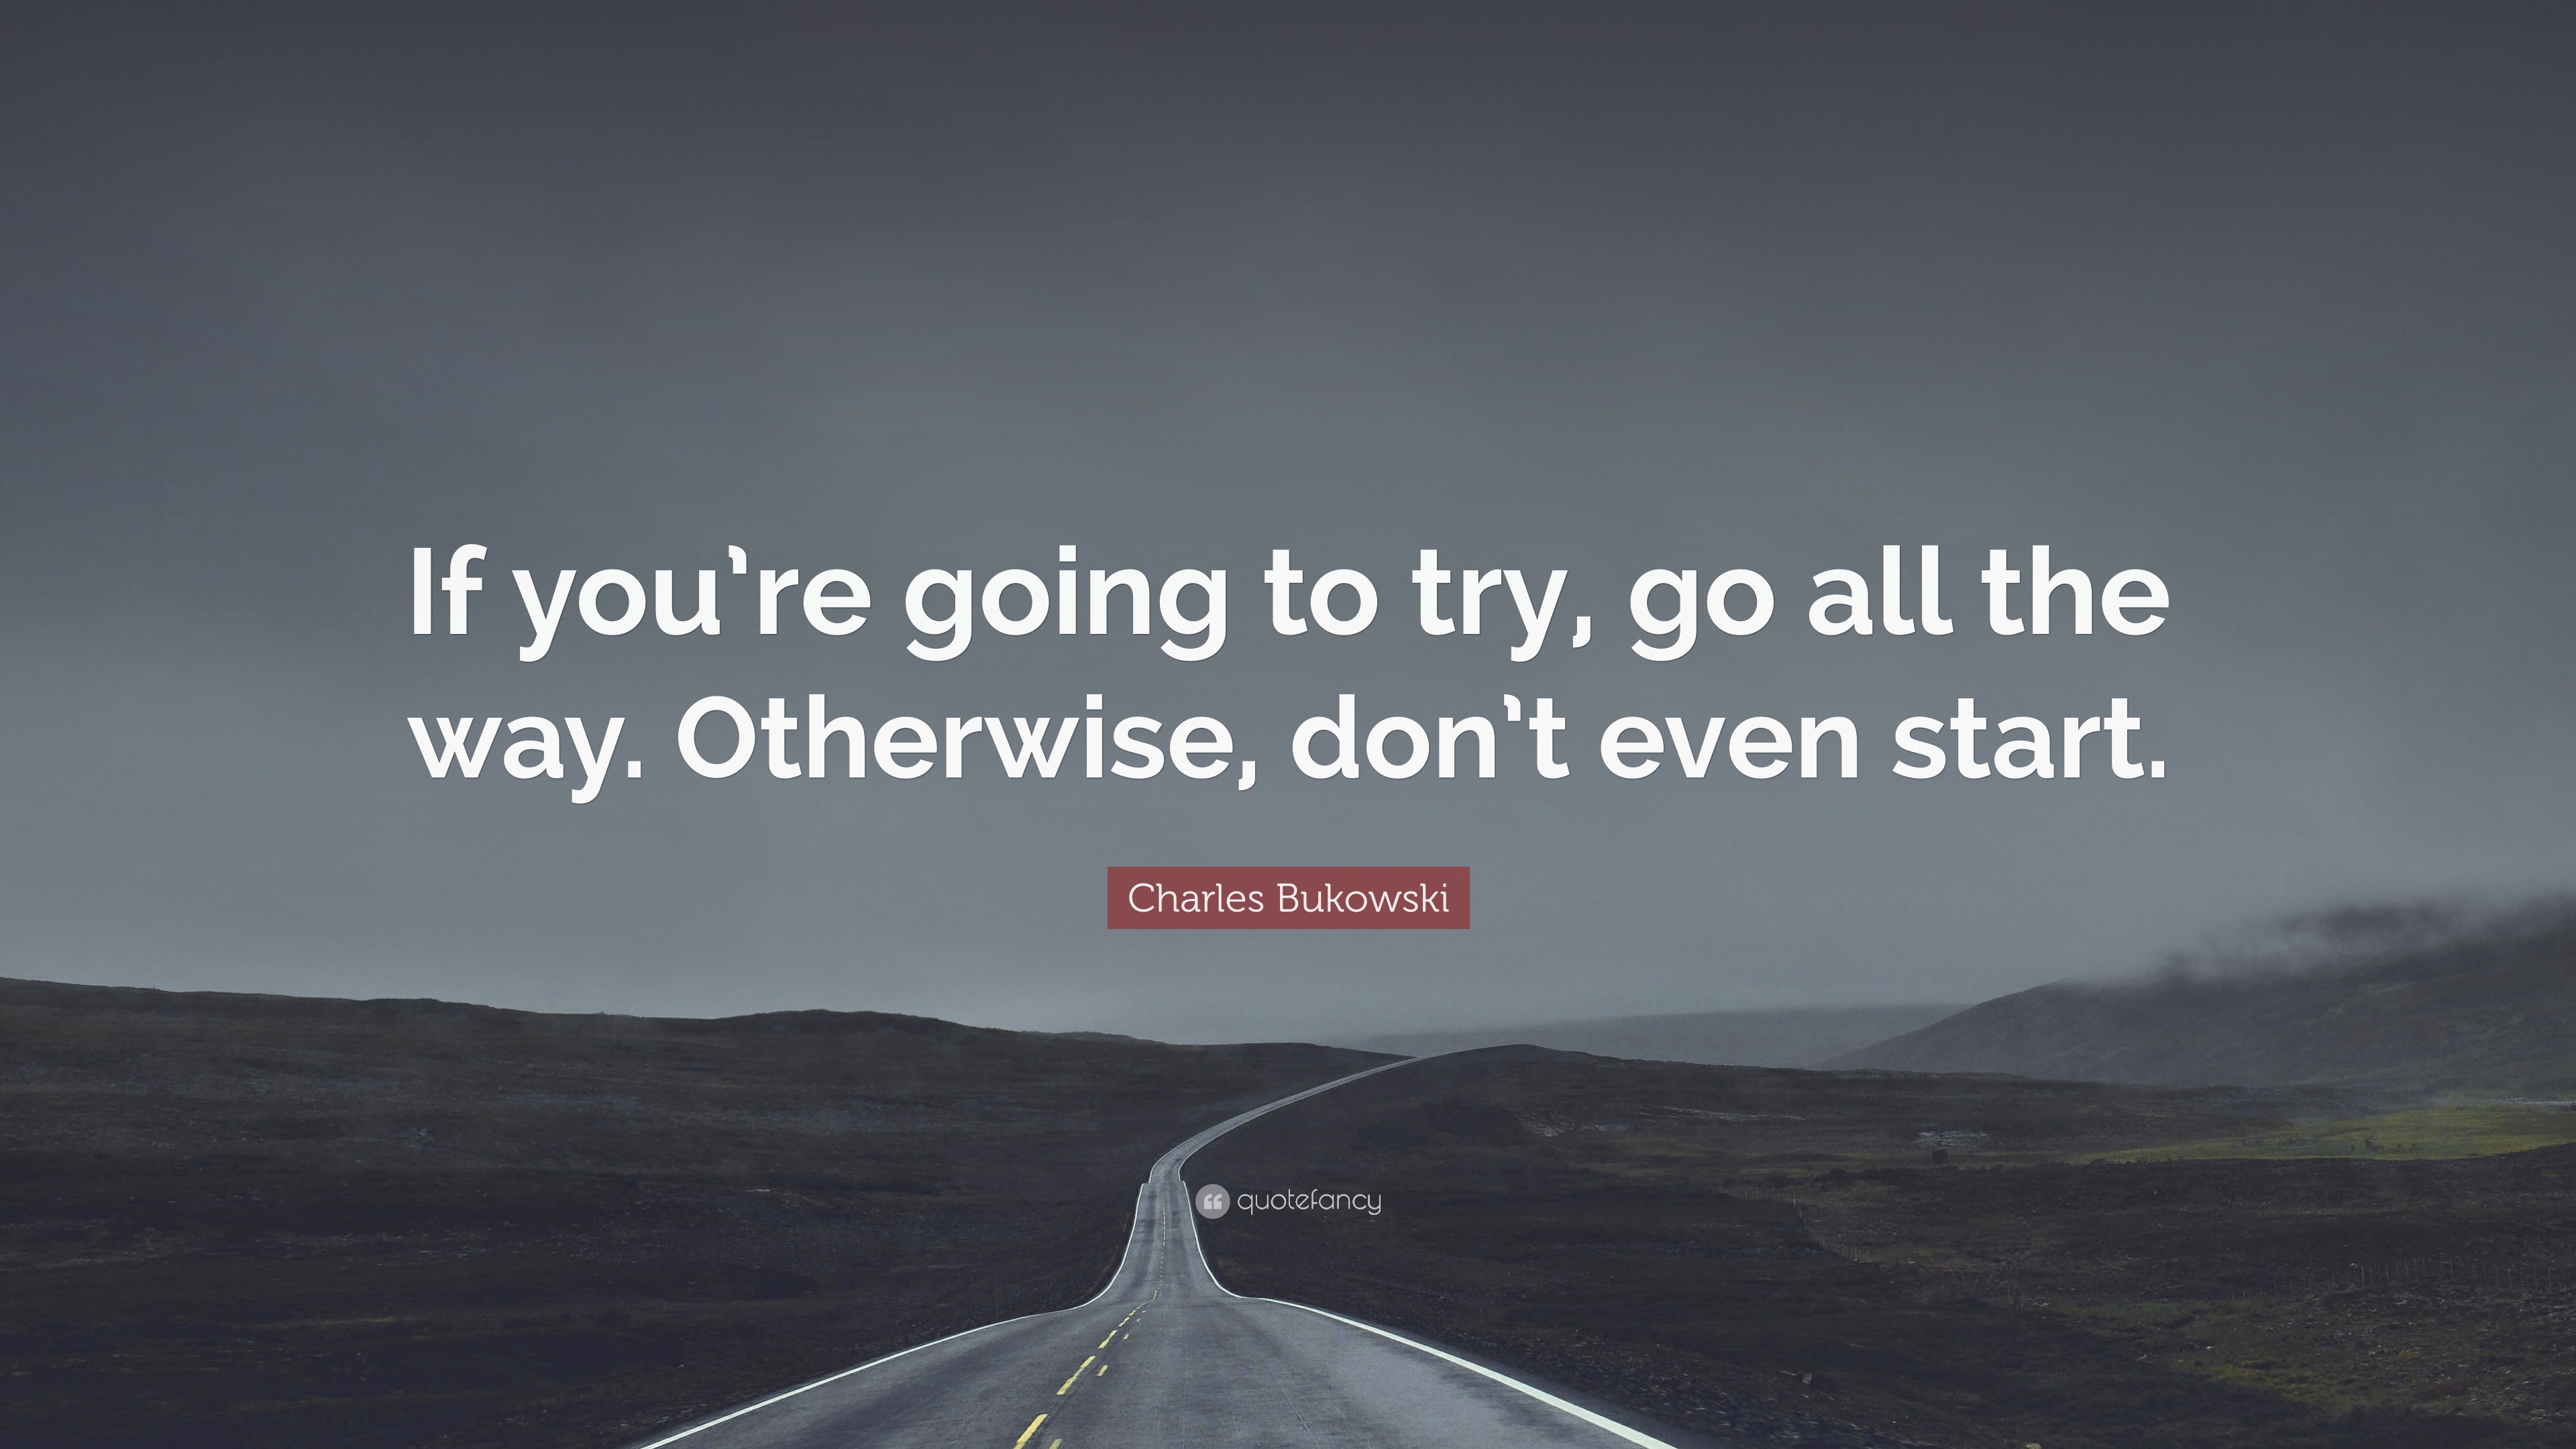 If you’re going to try, go all the
way. Otherwise, don’t even start.
Charles Bukowski
quotefancy